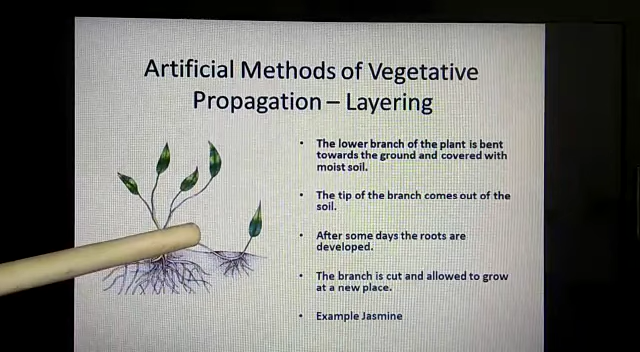 Artificial Methods of Vegetative
Propagation – Layering
• The lower branch of the plant is bent
towards the ground and covered with
moist soil.
• The tip of the branch comes out of the
soil.
• After some days the roots are
developed.
• The branch is cut and allowed to grow
at a new place.
• Example Jasmine